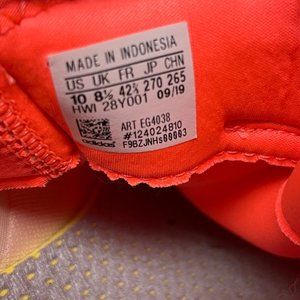 MADE IN INDONESIA
US UK FR JP CHN
10 8½ 42⅔ 270 265
HWI 28Y001 09/19
ART EG4038
#124024810
F9BZJNHs00003
adidas